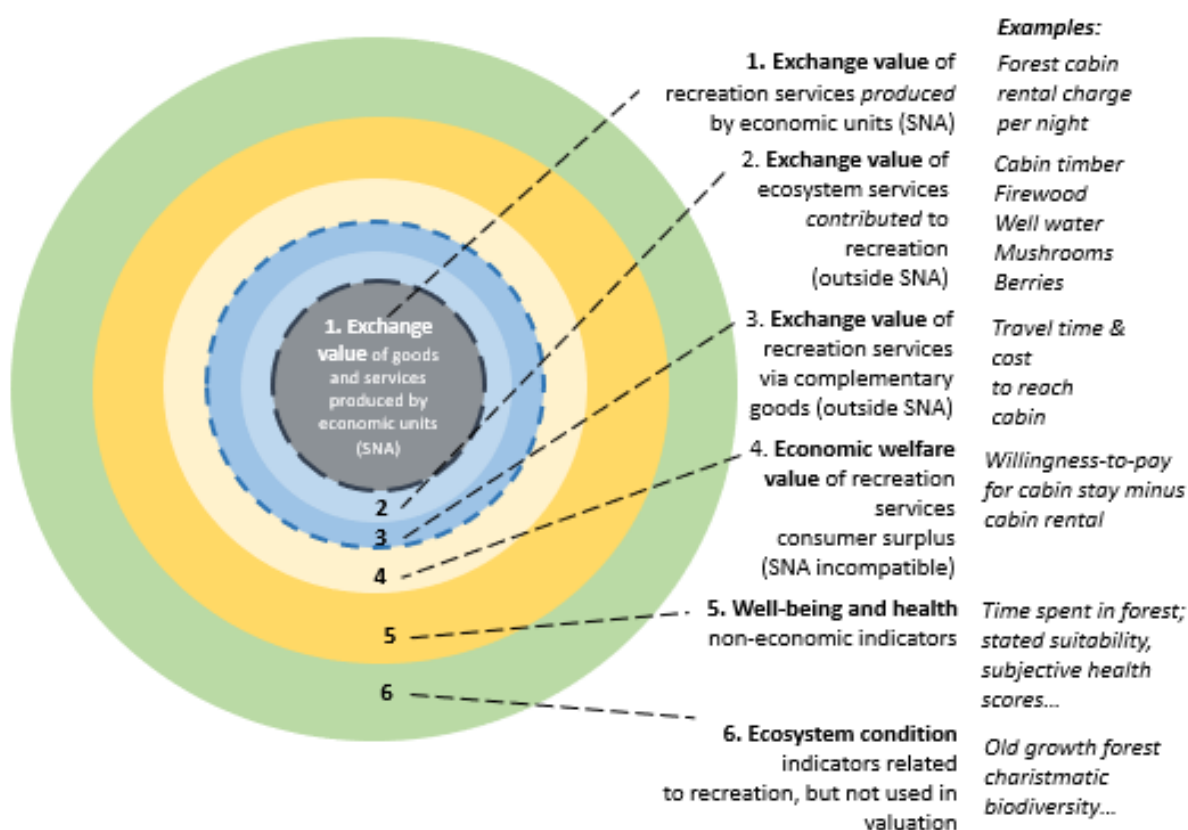 Examples:
1. Exchange value of
recreation services produced
by economic units (SNA)
Forest cabin
rental charge
per night
2. Exchange value of
ecosystem services
contributed to
recreation
(outside SNA)
Cabin timber
Firewood
Well water
Mushrooms
Berries
3. Exchange value of
recreation services
via complementary
goods (outside SNA)
Travel time &
cost
to reach
cabin
4. Economic welfare
value of recreation
services
consumer surplus
(SNA incompatible)
Willingness-to-pay
for cabin stay minus
cabin rental
5. Well-being and health
non-economic indicators
Time spent in forest;
stated suitability,
subjective health
scores...
6. Ecosystem condition
indicators related
to recreation, but not used in
valuation
Old growth forest
charistmatic
biodiversity...
1. Exchange
value of goods
and services
produced by
economic units
(SNA)
2
3
4
5
6